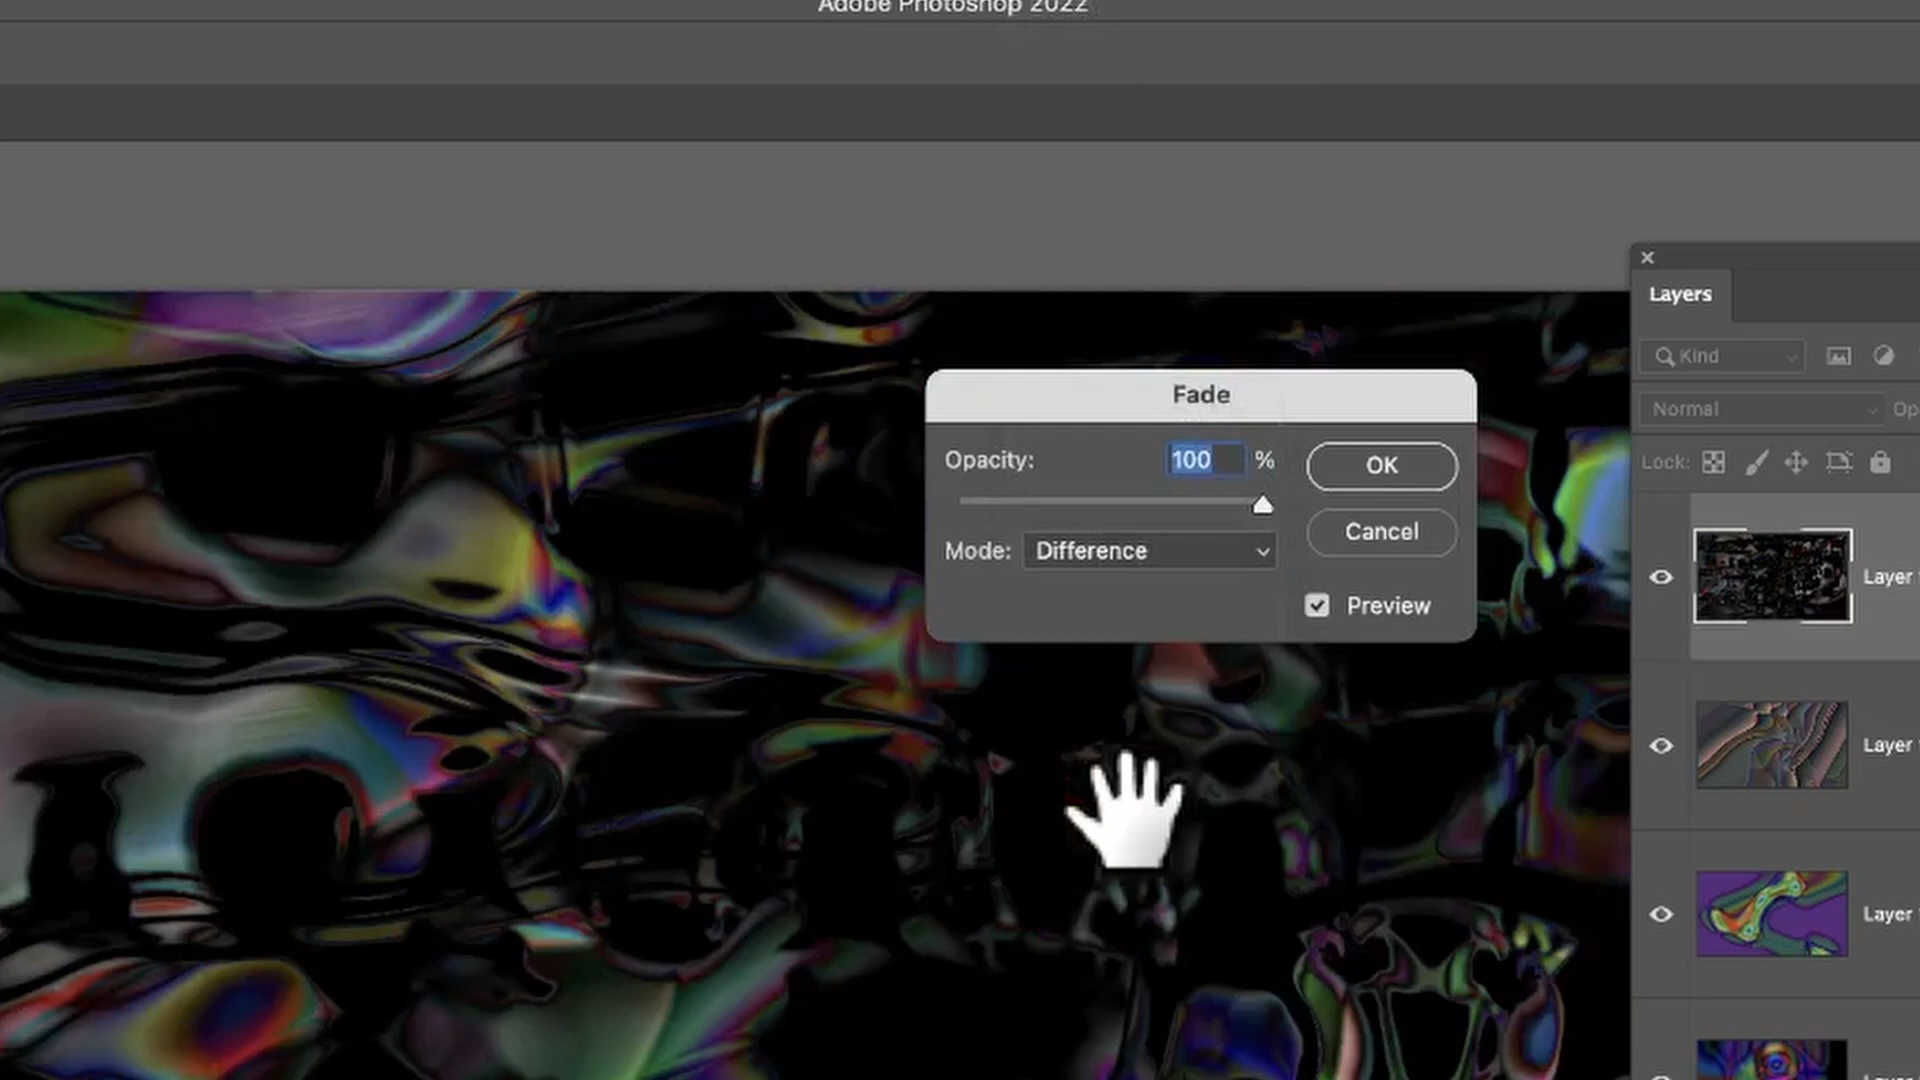 Adobe Photoshop 2022
Fade
Opacity:
100
%
OK
Cancel
Mode:
Difference
Preview
Layers
Kind
Normal
Op
Lock:
Layer
Layer
Layer